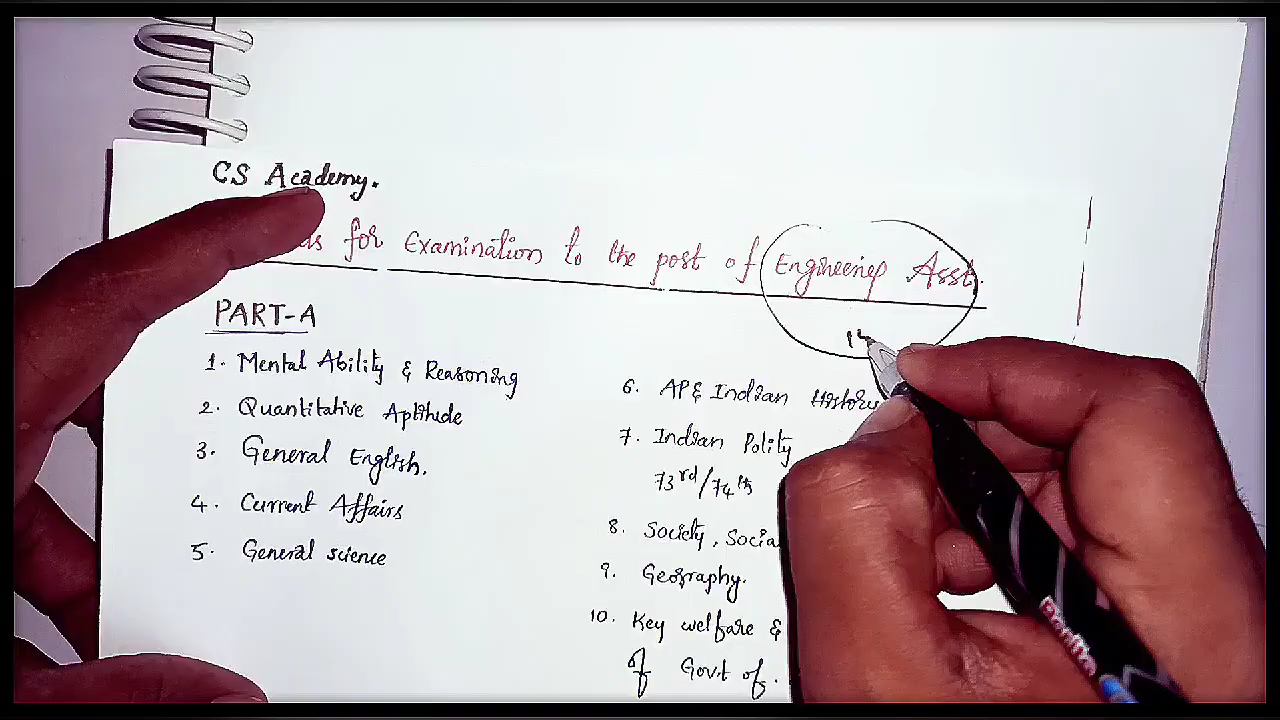 CS Academy.
for Examination to the post of Engineering Asst.
PART-A
1. Mental Ability & Reasoning
2. Quantitative Aptitude
3. General English.
4. Current Affairs
5. General science
6. AP & Indian History
7. Indian Polity
73rd/74th
8. Society, Social
9. Geography.
10. Key welfare &
of Govt of.